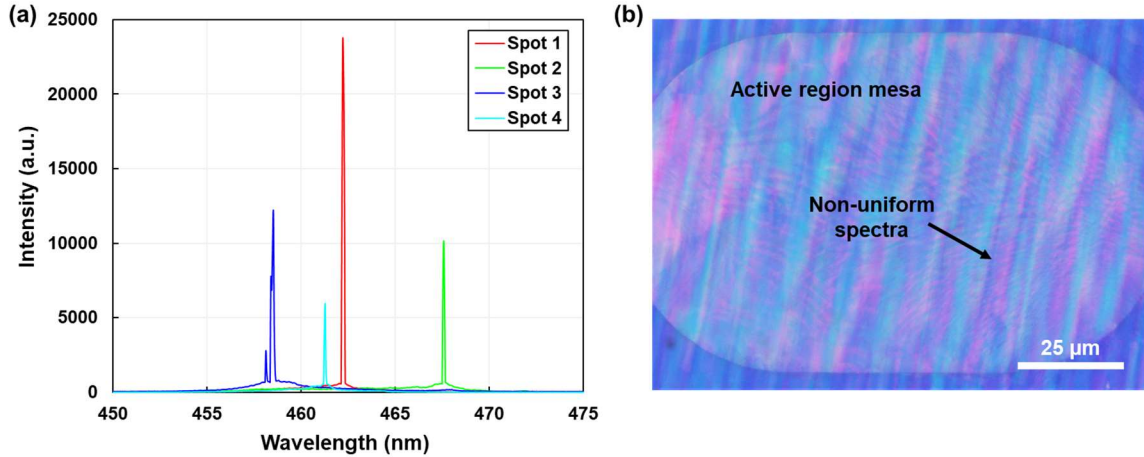 (a)
25000
20000
15000
10000
5000
0
Intensity (a.u.)
450
455
460
465
470
475
Wavelength (nm)
Spot 1
Spot 2
Spot 3
Spot 4
(b)
Active region mesa
Non-uniform
spectra
25 µm